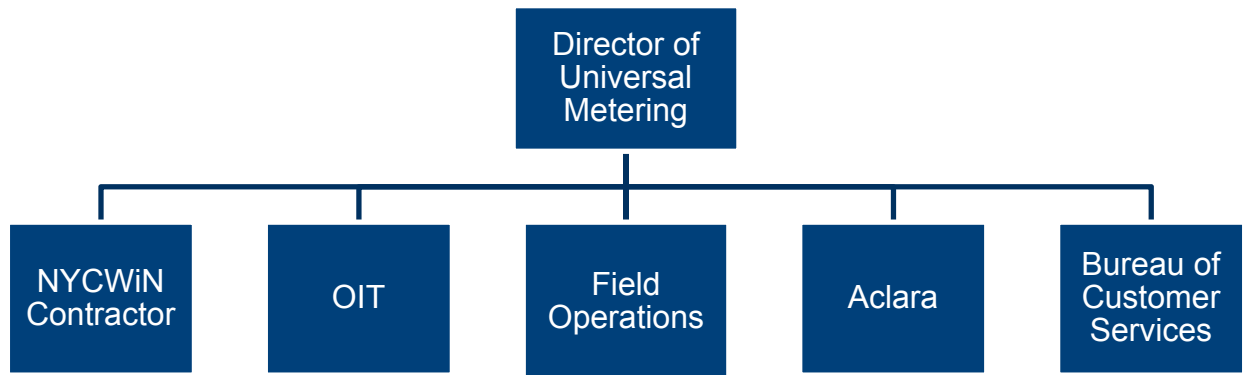 Director of
Universal
Metering
NYCWiN
Contractor
OIT
Field
Operations
Aclara
Bureau of
Customer
Services